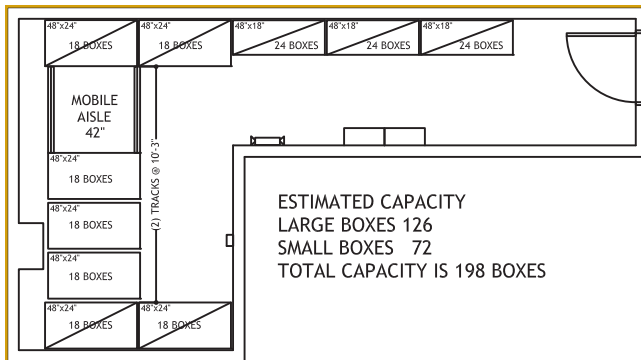 48"x24" 48"x24" 48"x18" 48"x18" 48"x18"
18 BOXES 18 BOXES 24 BOXES 24 BOXES 24 BOXES
MOBILE
AISLE
42"
(2) TRACKS @ 10'-3"
48"x24"
18 BOXES
48"x24"
18 BOXES
48"x24"
18 BOXES
48"x24" 48"x24"
18 BOXES 18 BOXES
ESTIMATED CAPACITY
LARGE BOXES 126
SMALL BOXES 72
TOTAL CAPACITY IS 198 BOXES